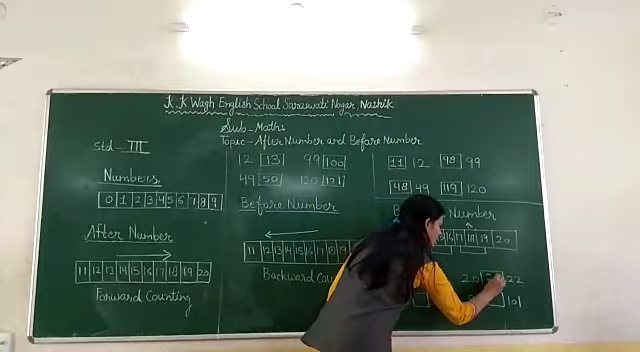 K.K Wagh English School Saraswati Nagar, Nashik
Sub - Maths
Std - III
Topic - After Number and Before Number
Numbers
0 1 2 3 4 5 6 7 8 9
After Number
11 12 13 14 15 16 17 18 19 20
Forward Counting
12 13 99 100
49 50 120 121
Before Number
11 12 13 14 15 16 17 18
Backward Cou
11 12 98 99
48 49 119 120
Number
16 17 18 19 20
20 22
101